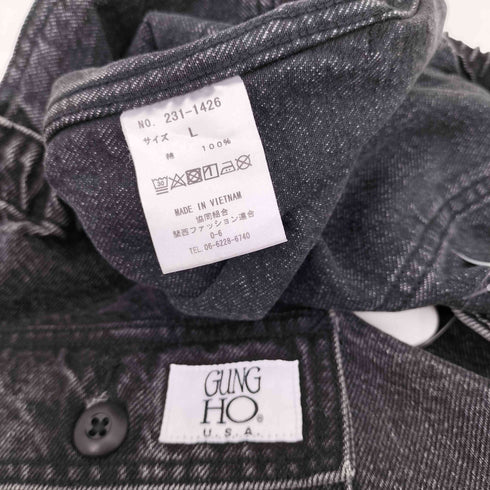 NO. 231-1426
サイズ L
綿 100%
MADE IN VIETNAM
協同組合
関西ファッション連合
0-6
TEL.06-6228-6740
GUNG
HO®
U.S.A.